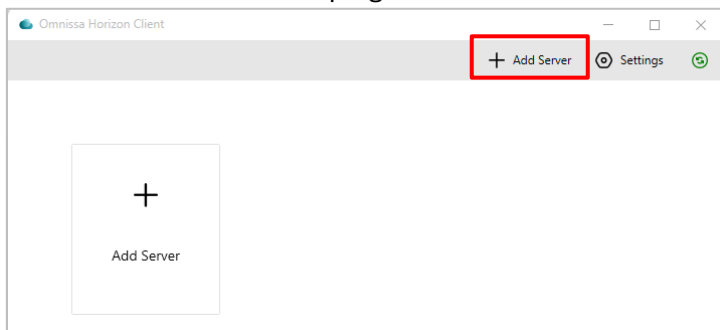 Omnissa Horizon Client
+ Add Server Settings
+
Add Server